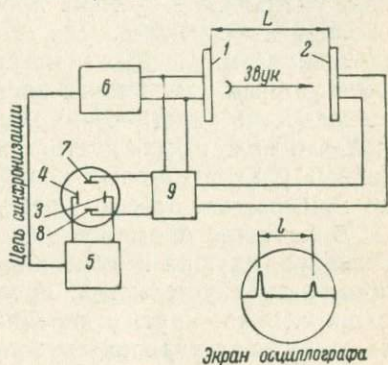 L
1
2
6
Звук
Цепь синхронизации
7
4
3
8
9
5
l
Экран осциллографа